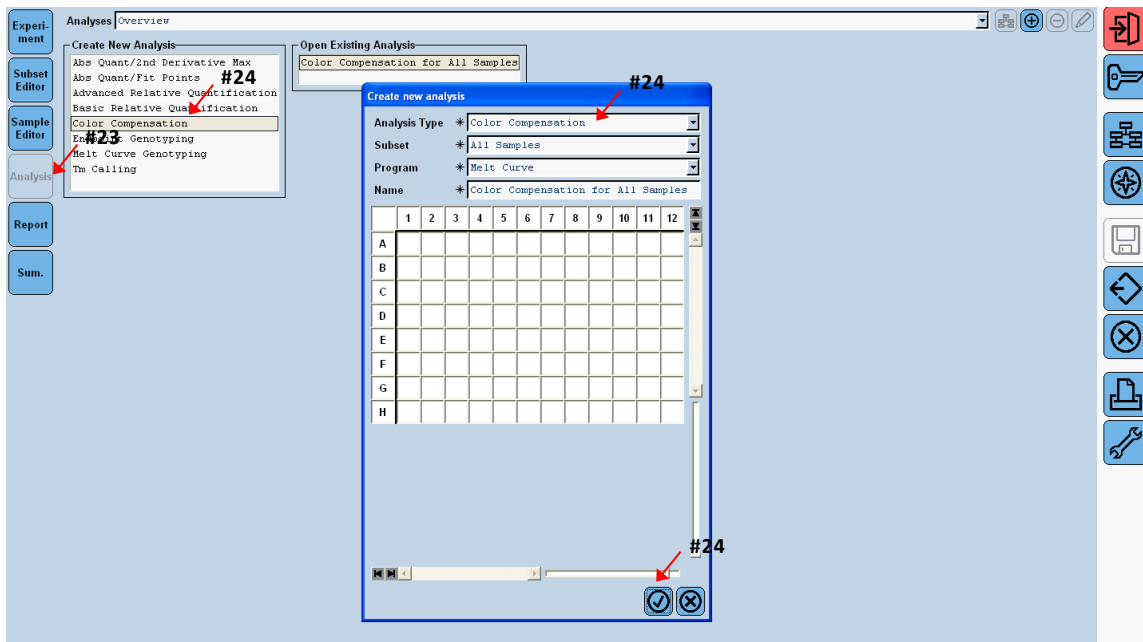 Experi-
ment
Subset
Editor
Sample
Editor
Analysis
Report
Sum.
Analyses Overview
Create New Analysis
Abs Quant/2nd Derivative Max
Abs Quant/Fit Points
#24
Advanced Relative Quantification
Basic Relative Quantification
Color Compensation
Endpoint Genotyping
#23
Melt Curve Genotyping
Tm Calling
Open Existing Analysis
Color Compensation for All Samples
#24
Create new analysis
Analysis Type * Color Compensation
Subset * All Samples
Program * Melt Curve
Name * Color Compensation for All Samples
1 2 3 4 5 6 7 8 9 10 11 12
A
B
C
D
E
F
G
H
#24